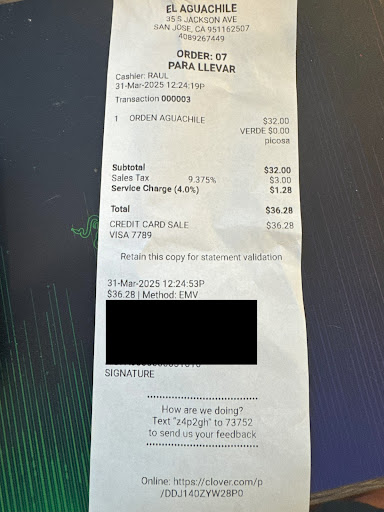 EL AGUACHILE
35 S JACKSON AVE
SAN JOSE, CA 951162507
4089267449
ORDER: 07
PARA LLEVAR
Cashier: RAUL
31-Mar-2025 12:24:19P
Transaction 000003
1 ORDEN AGUACHILE $32.00
VERDE $0.00
picosa
Subtotal $32.00
Sales Tax 9.375% $3.00
Service Charge (4.0%) $1.28
Total $36.28
CREDIT CARD SALE $36.28
VISA 7789
Retain this copy for statement validation
31-Mar-2025 12:24:53P
$36.28 | Method: EMV
SIGNATURE
How are we doing?
Text "z4p2gh" to 73752
to send us your feedback
Online: https://clover.com/p
/DDJ140ZYW28P0